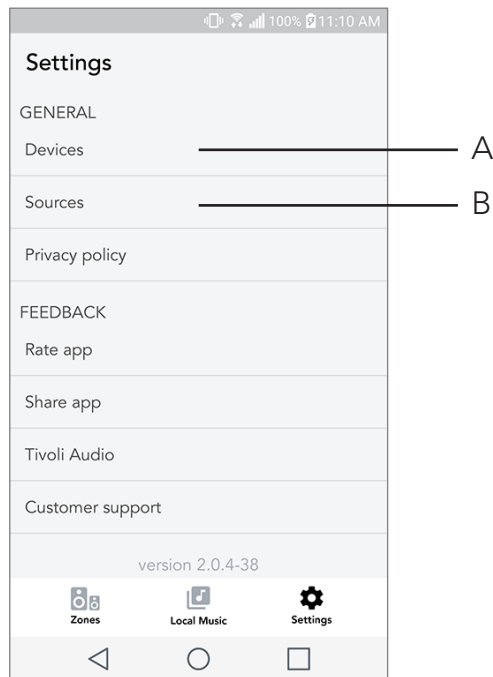 100% 11:10 AM
Settings
GENERAL
Devices
A
Sources
B
Privacy policy
FEEDBACK
Rate app
Share app
Tivoli Audio
Customer support
version 2.0.4-38
Zones Local Music Settings